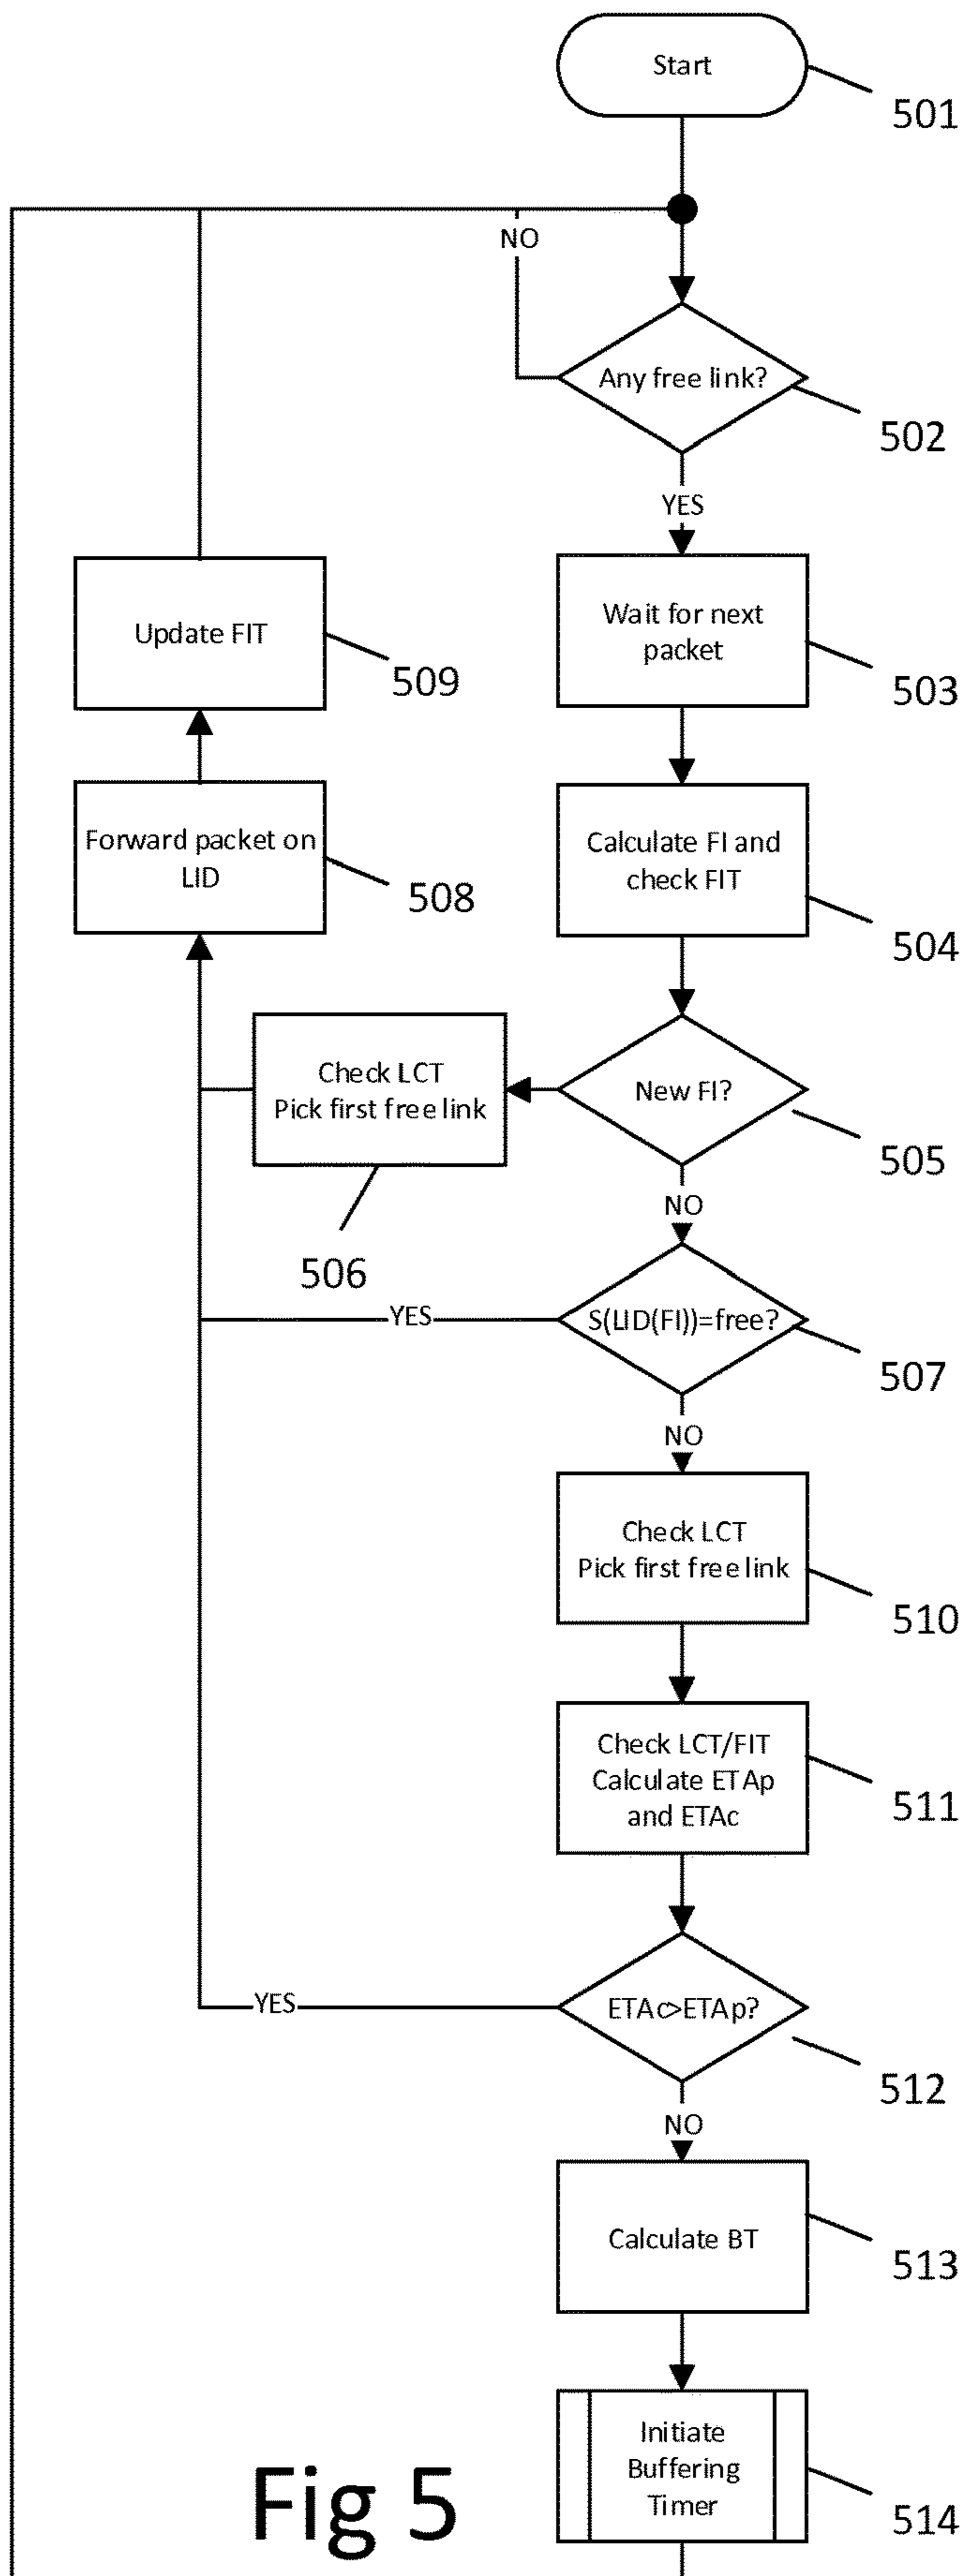 Start
501
NO
Any free link?
502
YES
Wait for next
packet
503
Update FIT
509
Calculate FI and
check FIT
504
Forward packet on
LID
508
New FI?
505
Check LCT
Pick first free link
506
NO
S(LID(FI))=free?
507
YES
NO
Check LCT
Pick first free link
510
Check LCT/FIT
Calculate ETAp
and ETAc
511
ETAc>ETAp?
512
YES
NO
Calculate BT
513
Initiate
Buffering
Timer
514
Fig 5